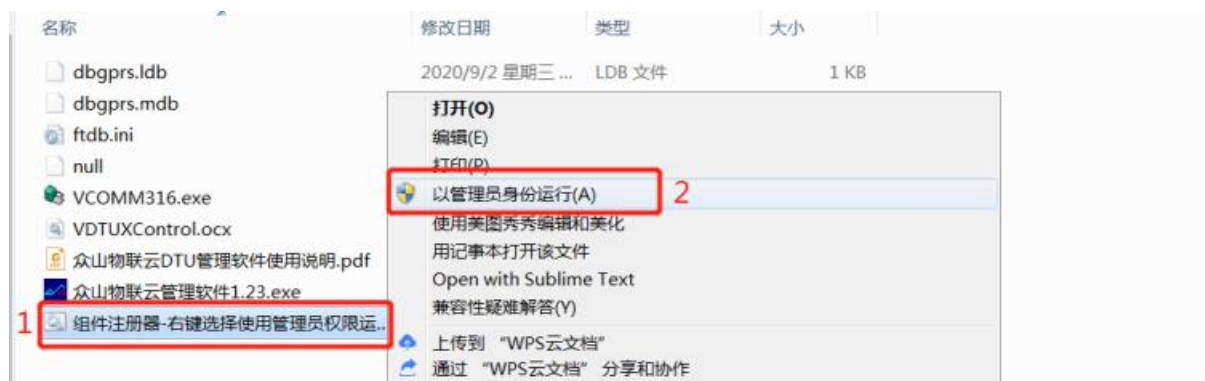 名称 修改日期 类型 大小
dbgprs.ldb 2020/9/2 星期三 ... LDB 文件 1 KB
dbgprs.mdb
ftdb.ini
null
VCOMM316.exe
VDTUXControl.ocx
众山物联云DTU管理软件使用说明.pdf
众山物联云管理软件1.23.exe
1 组件注册器-右键选择使用管理员权限运...
打开(O)
编辑(E)
打印(P)
以管理员身份运行(A) 2
使用美图秀秀编辑和美化
用记事本打开该文件
Open with Sublime Text
兼容性疑难解答(Y)
上传到 “WPS云文档”
通过 “WPS云文档” 分享和协作